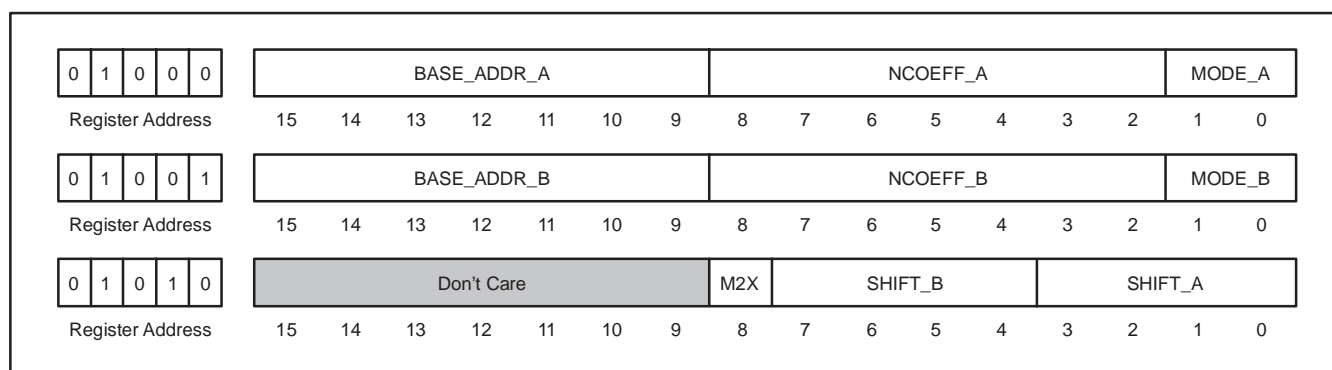 0 1 0 0 0 BASE_ADDR_A NCOEFF_A MODE_A
Register Address 15 14 13 12 11 10 9 8 7 6 5 4 3 2 1 0
0 1 0 0 1 BASE_ADDR_B NCOEFF_B MODE_B
Register Address 15 14 13 12 11 10 9 8 7 6 5 4 3 2 1 0
0 1 0 1 0 Don't Care M2X SHIFT_B SHIFT_A
Register Address 15 14 13 12 11 10 9 8 7 6 5 4 3 2 1 0